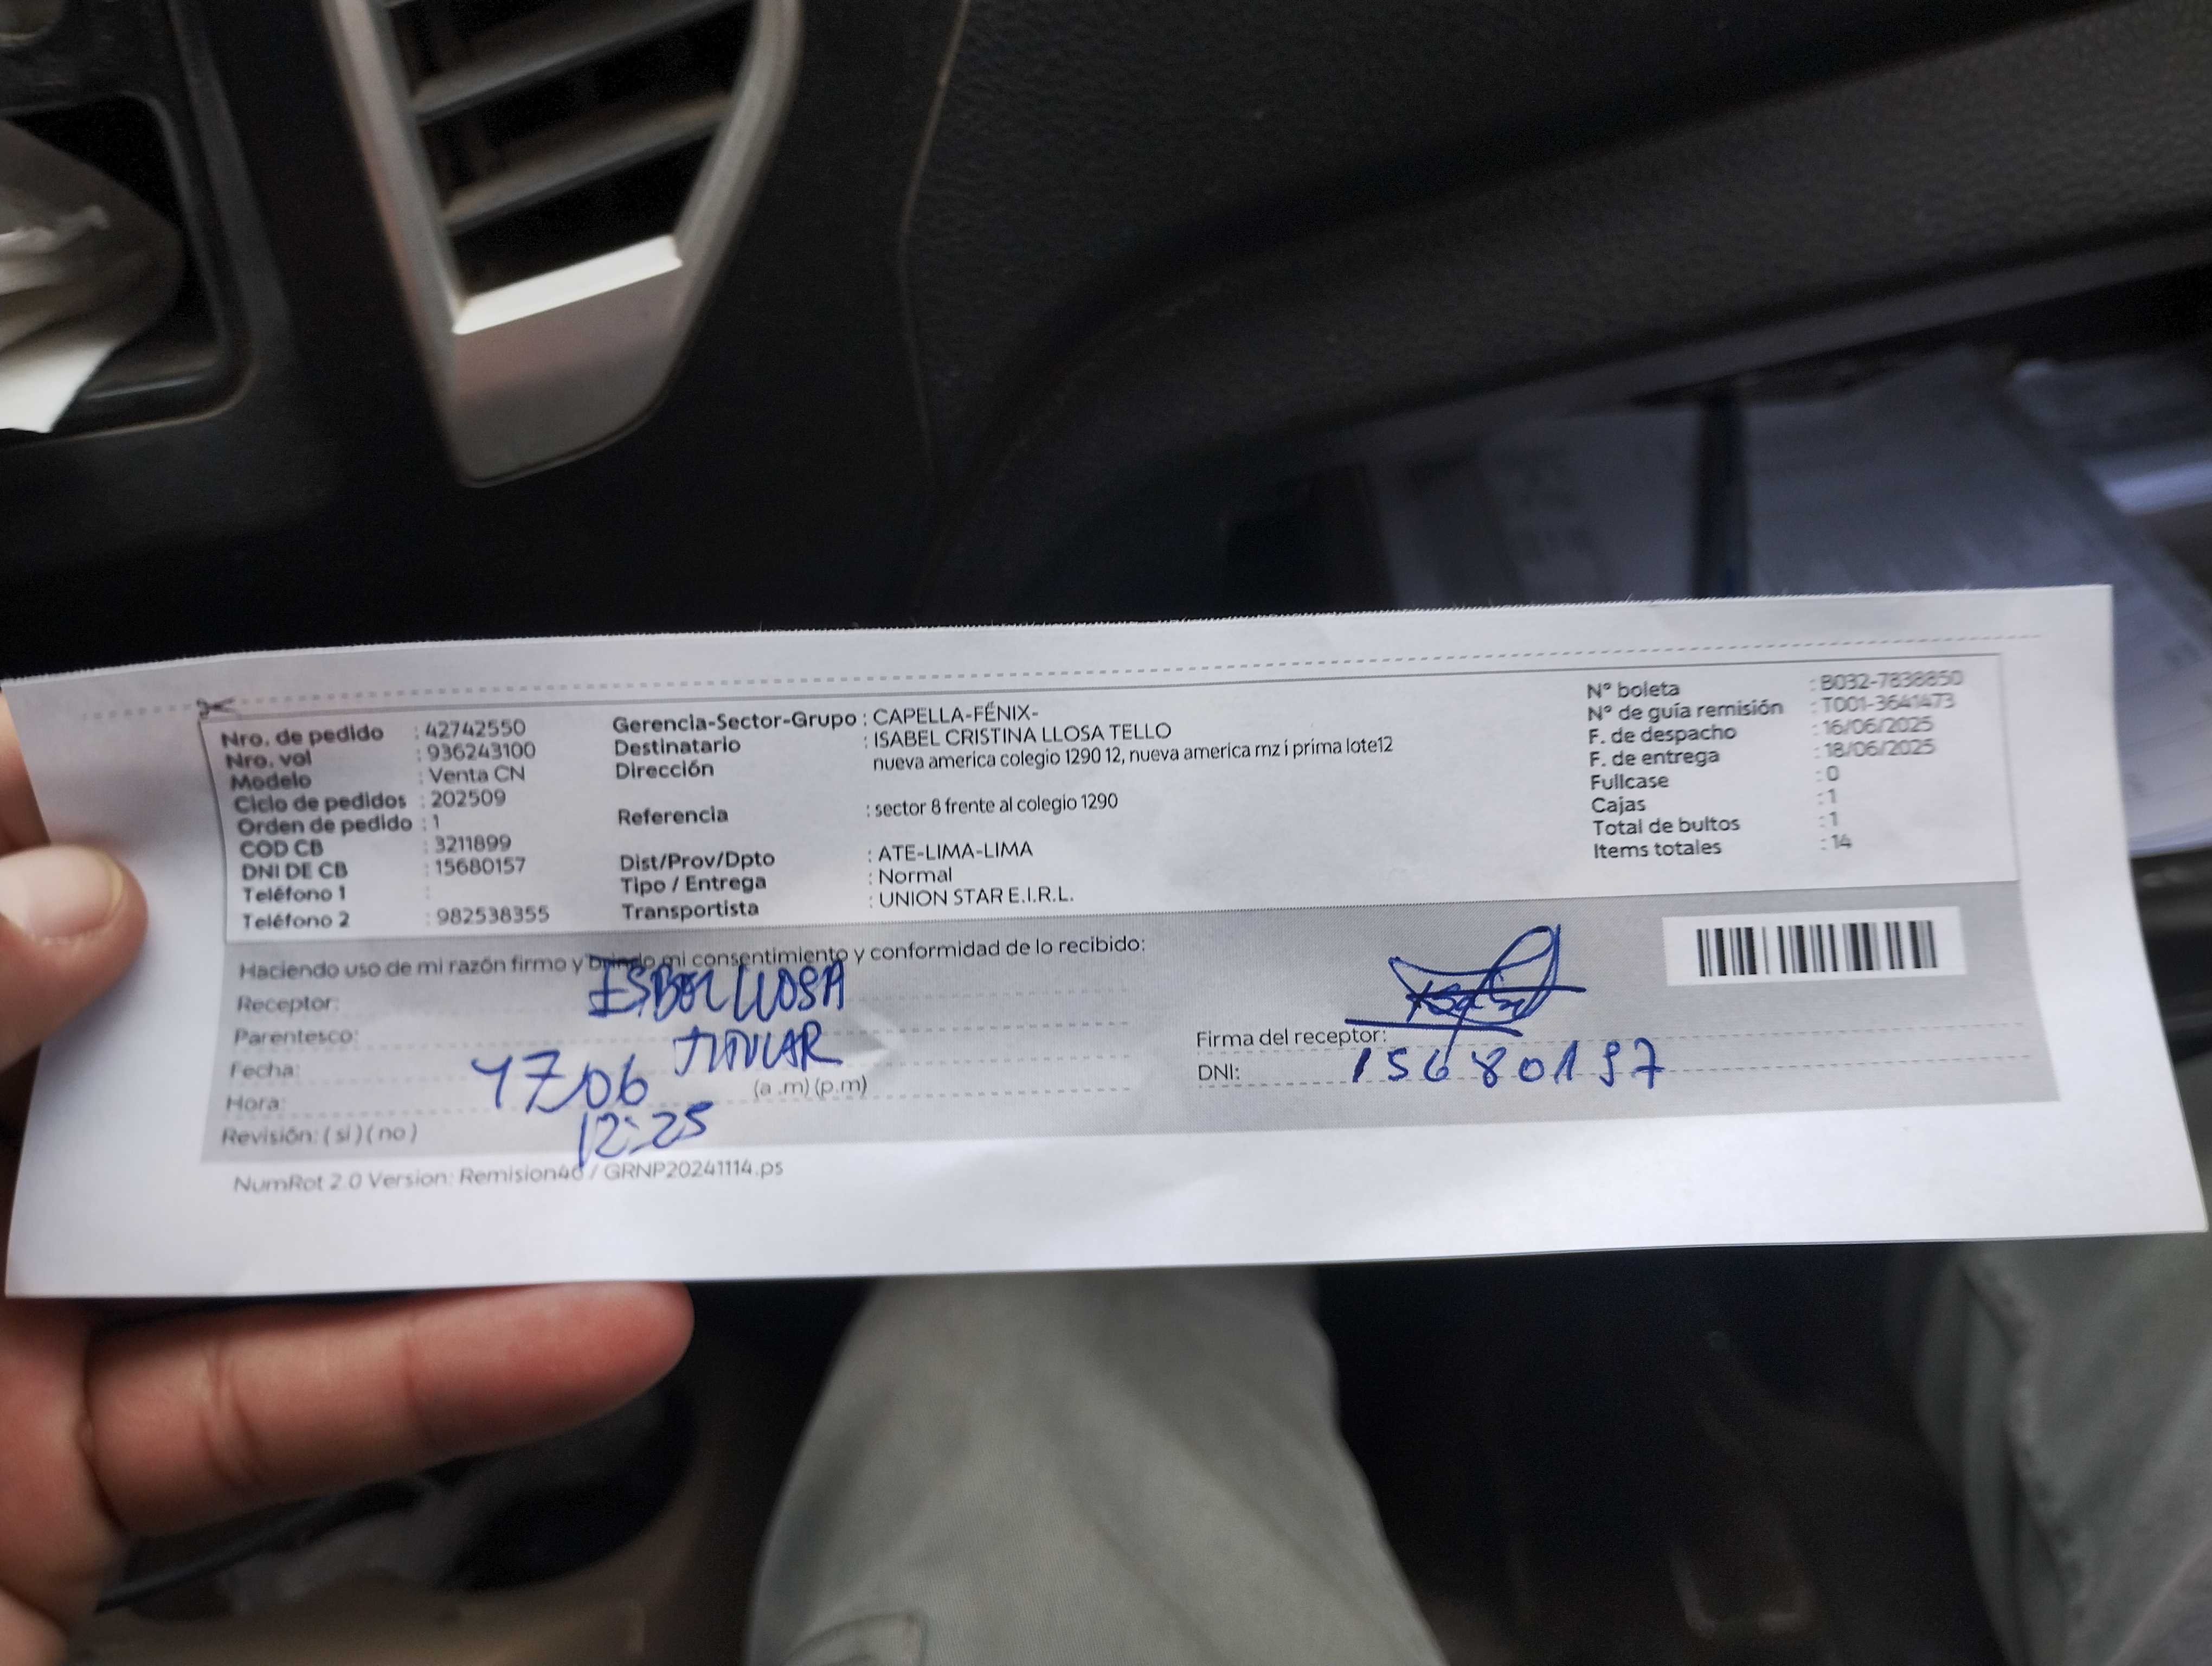 Nro. de pedido : 42742550
Nro. vol : 936243100
Modelo : Venta CN
Ciclo de pedidos : 202509
Orden de pedido : 1
COD CB : 3211899
DNI DE CB : 15680157
Teléfono 1 :
Teléfono 2 : 982538355
Gerencia-Sector-Grupo : CAPELLA-FÉNIX-
Destinatario : ISABEL CRISTINA LLOSA TELLO
Dirección nueva america colegio 1290 12, nueva america mz i prima lote12
Referencia : sector 8 frente al colegio 1290
Dist/Prov/Dpto : ATE-LIMA-LIMA
Tipo / Entrega : Normal
Transportista : UNION STAR E.I.R.L.
N° boleta : B032-7838850
N° de guía remisión : T001-3641473
F. de despacho : 16/06/2025
F. de entrega : 18/06/2025
Fullcase : 0
Cajas : 1
Total de bultos : 1
Items totales : 14
Haciendo uso de mi razón firmo y brindo mi consentimiento y conformidad de lo recibido:
Receptor: LLOSA
Parentesco: TITULAR
Fecha: 17/06
Hora: 12:25 (a .m) (p.m)
Revisión: ( si ) ( no )
Firma del receptor:
DNI: 15680157
NumRot 2.0 Version: Remision40 / GRNP20241114.ps